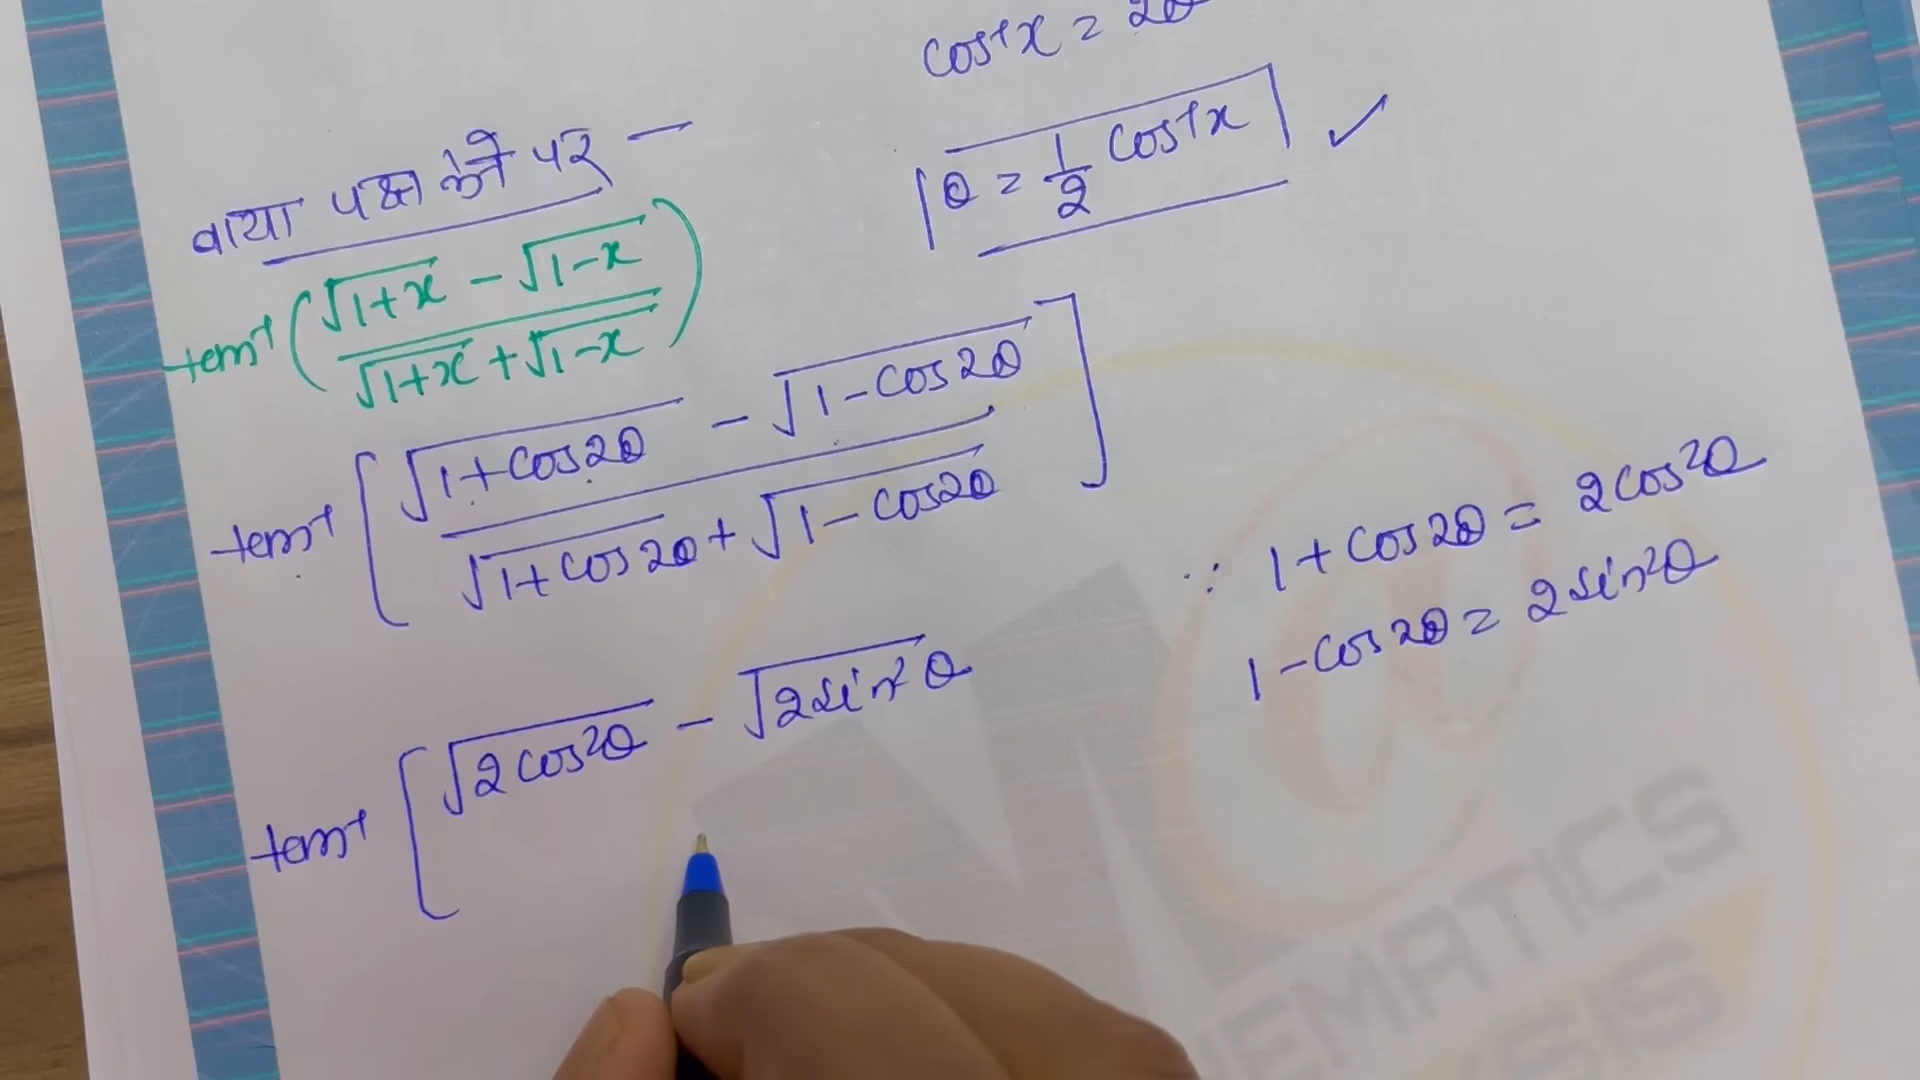 cos⁻¹x = 2θ
θ = 1/2 cos⁻¹x ✓
वाया पक्ष लेने पर —
tan⁻¹ ( (√(1+x) - √(1-x)) / (√(1+x) + √(1-x)) )
tan⁻¹ [ (√(1+cos2θ) - √(1-cos2θ)) / (√(1+cos2θ) + √(1-cos2θ)) ]
∵ 1+cos2θ = 2cos²θ
1-cos2θ = 2sin²θ
tan⁻¹ [ √(2cos²θ) - √(2sin²θ)